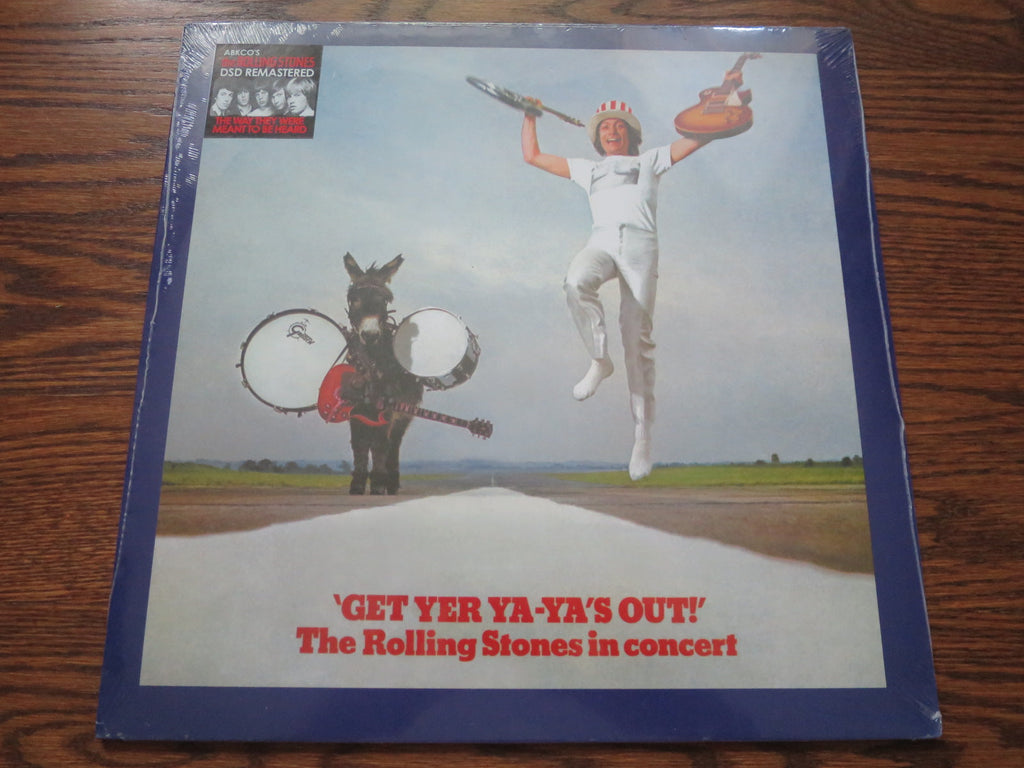 ABKCO'S
The ROLLING STONES
DSD REMASTERED
THE WAY THEY WERE
MEANT TO BE HEARD
Gretsch
'GET YER YA-YA'S OUT!'
The Rolling Stones in concert